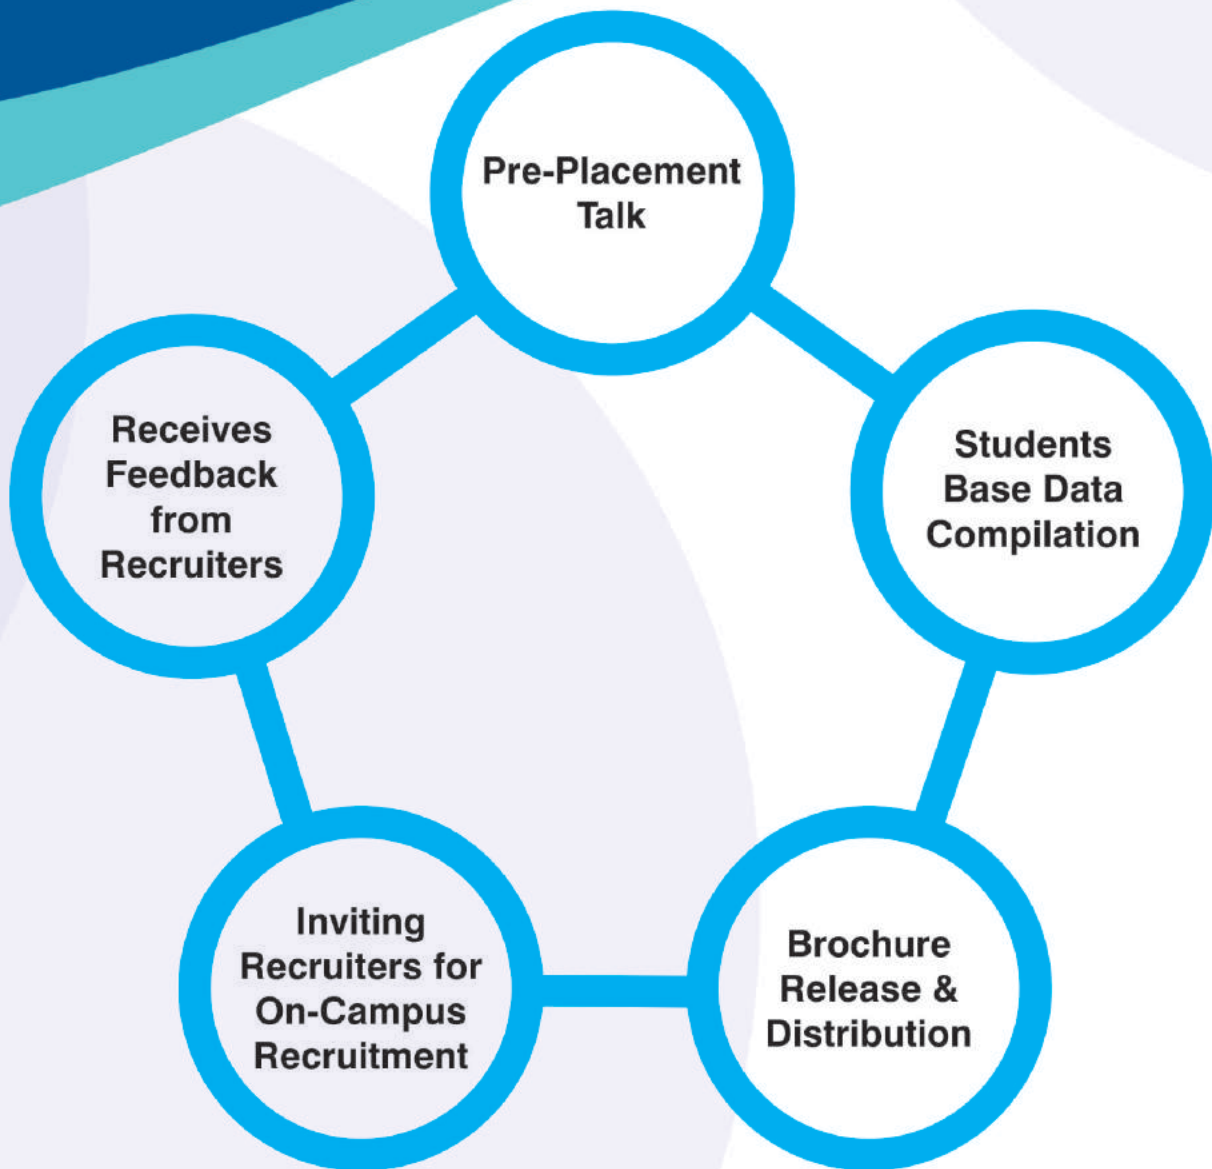 Pre-Placement
Talk
Students
Base Data
Compilation
Brochure
Release &
Distribution
Inviting
Recruiters for
On-Campus
Recruitment
Receives
Feedback
from
Recruiters